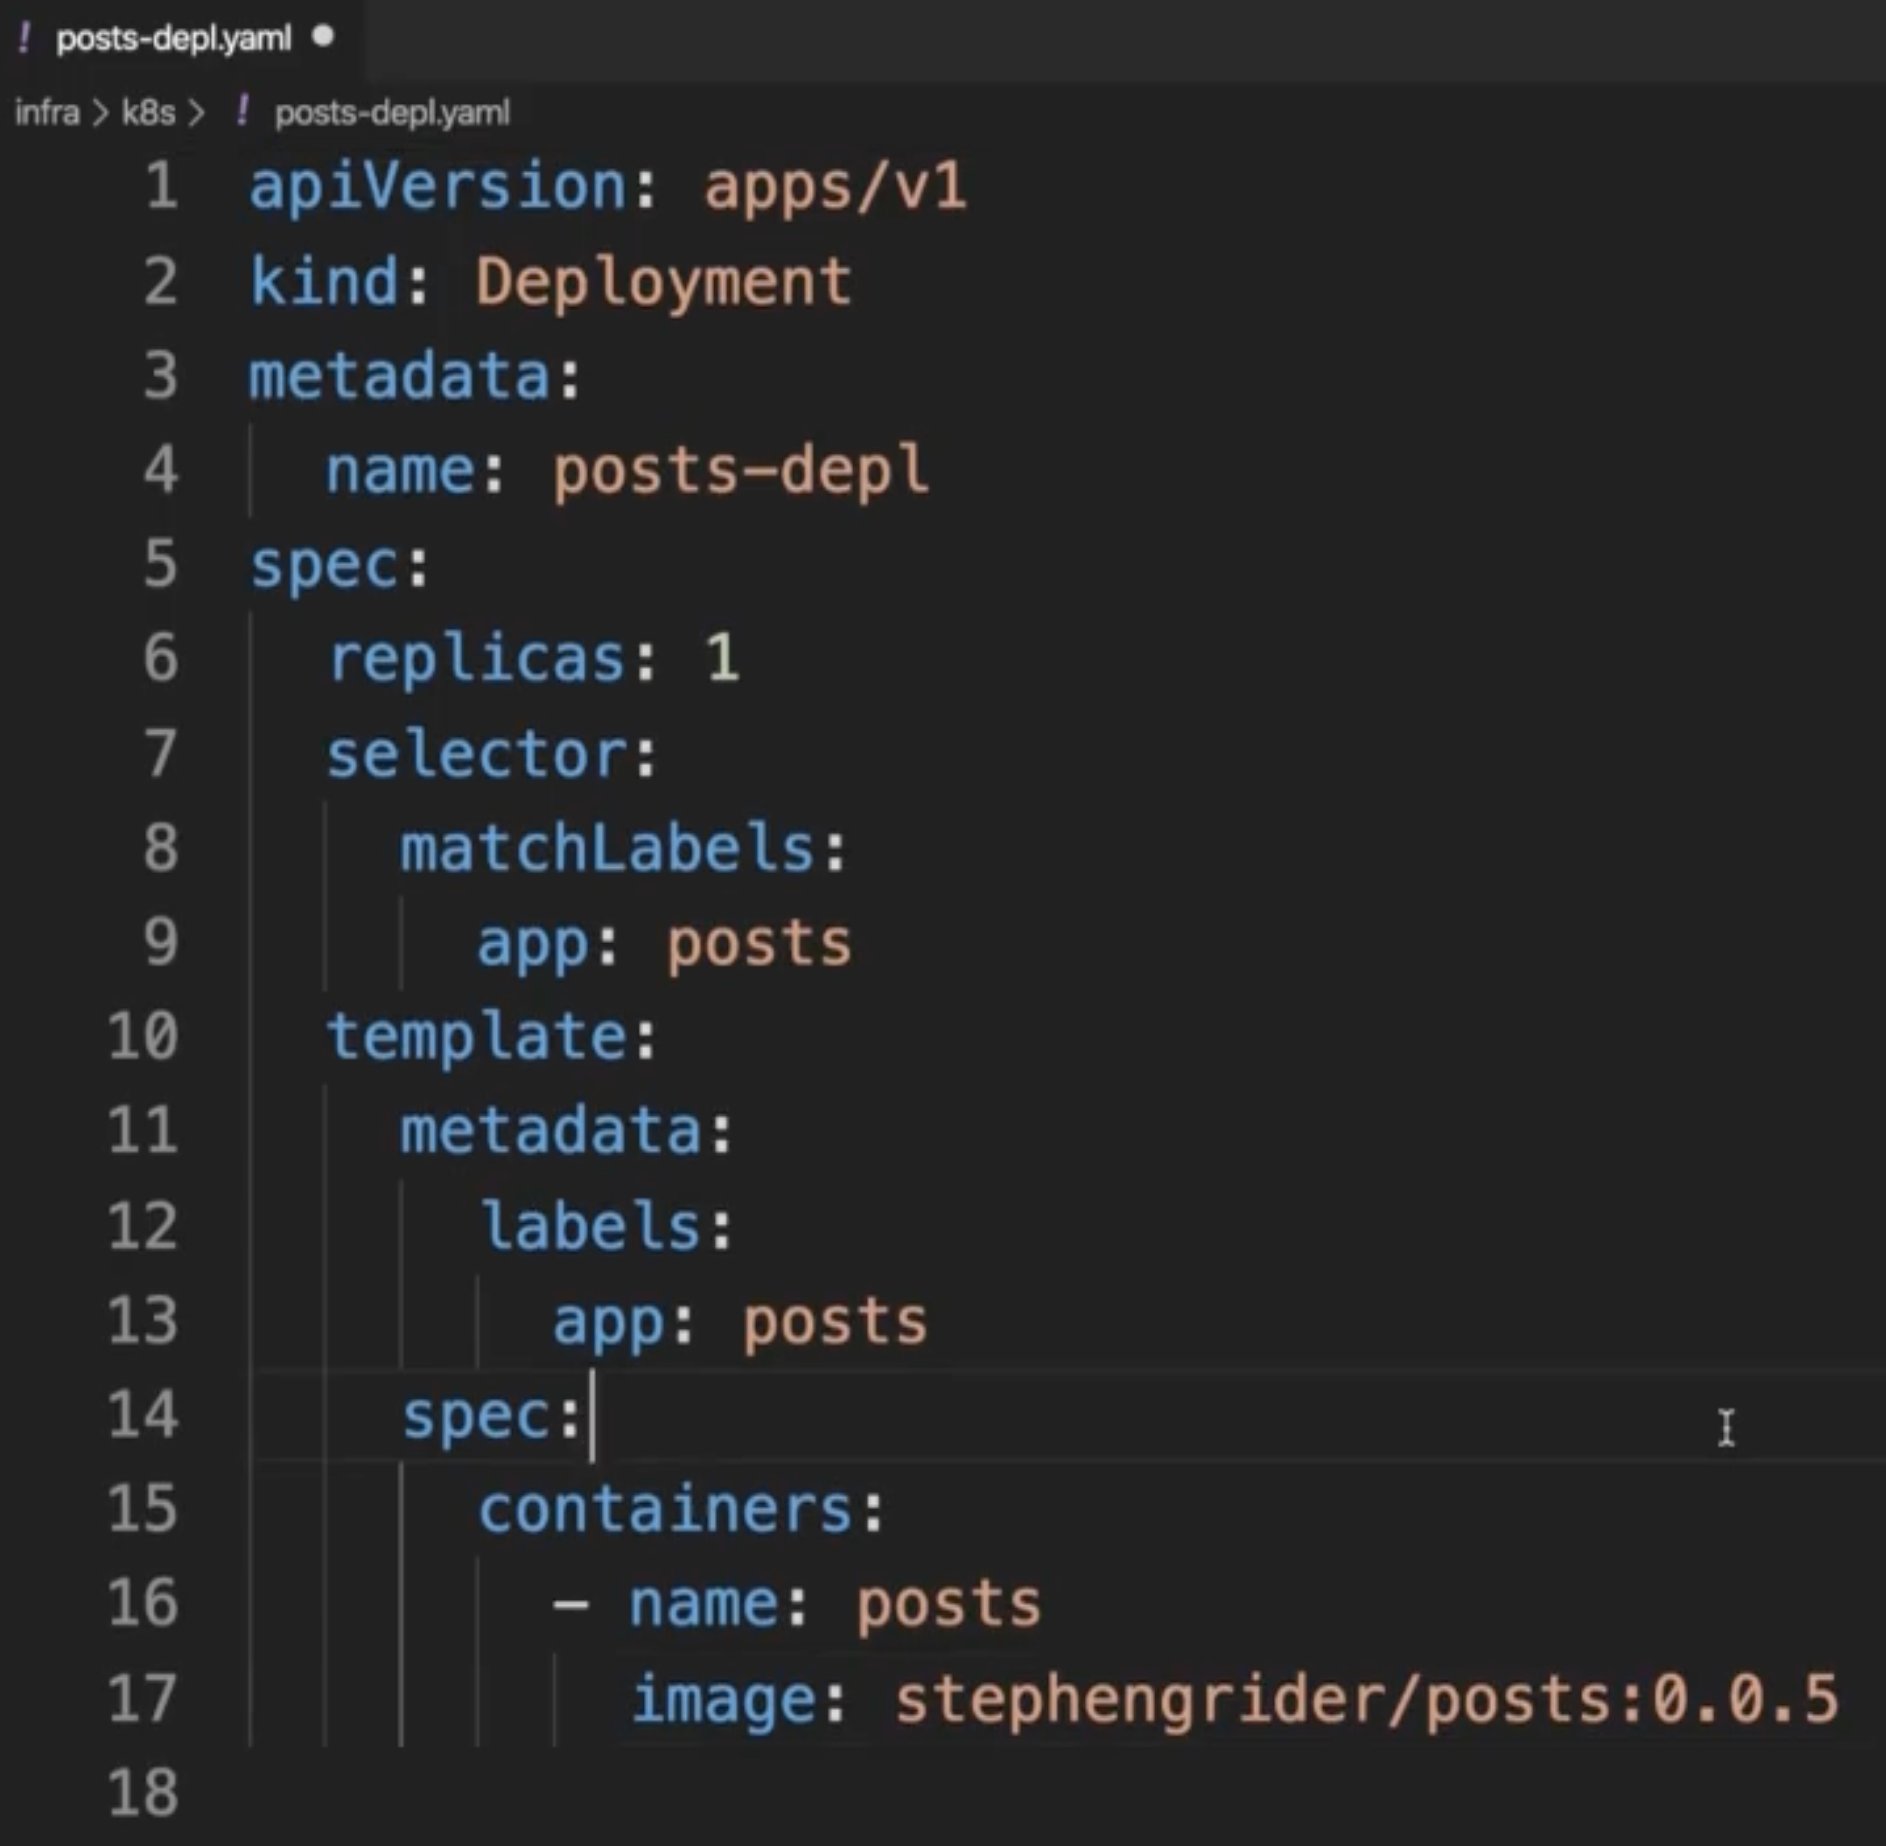 ! posts-depl.yaml ●
infra > k8s > ! posts-depl.yaml
1 apiVersion: apps/v1
2 kind: Deployment
3 metadata:
4   name: posts-depl
5 spec:
6   replicas: 1
7   selector:
8     matchLabels:
9       app: posts
10   template:
11     metadata:
12       labels:
13         app: posts
14     spec:
15       containers:
16         - name: posts
17           image: stephengrider/posts:0.0.5
18